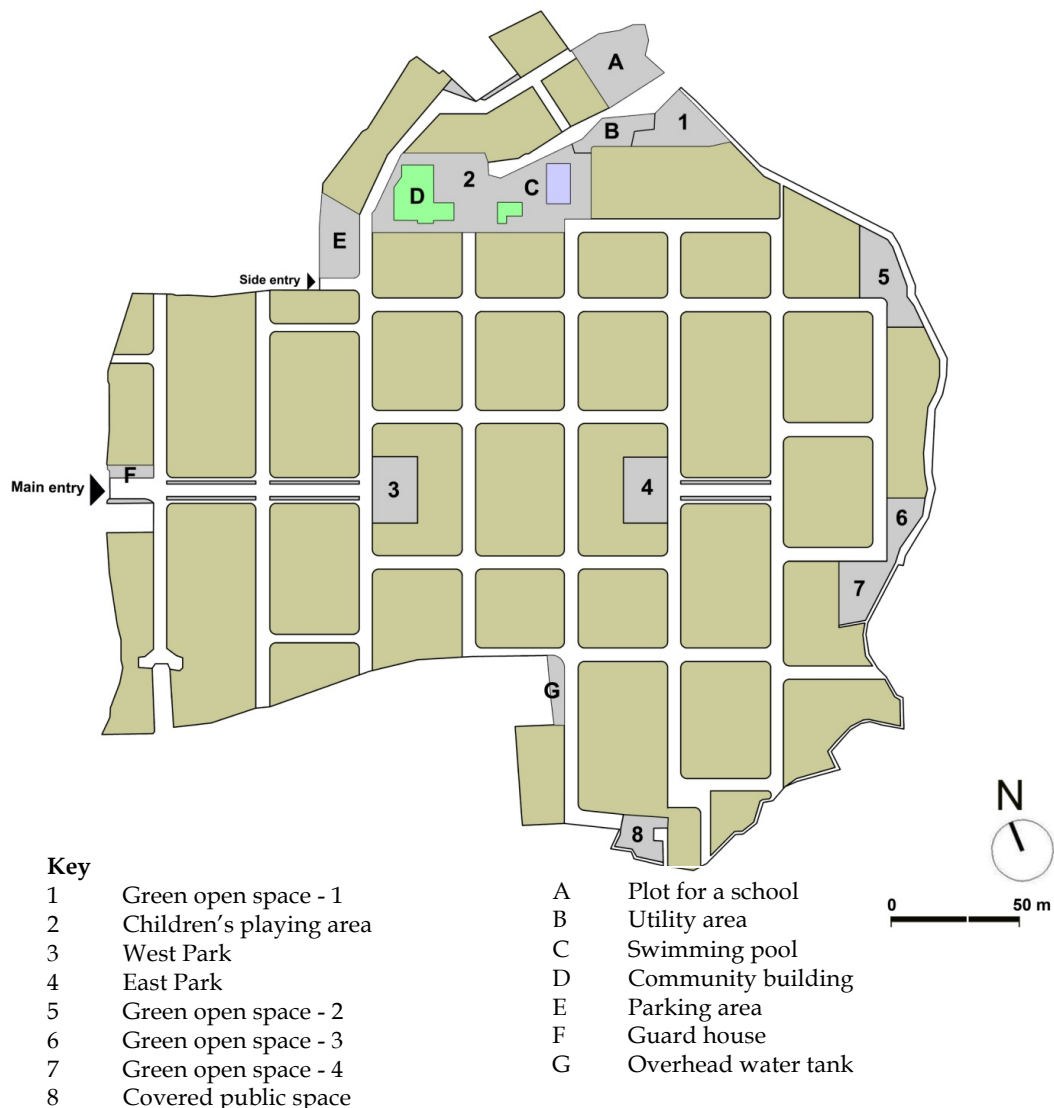 A
B
1
2
C
D
E
Side entry
5
F
Main entry
3
4
6
7
G
8
N
0 50 m
Key
1 Green open space - 1
2 Children's playing area
3 West Park
4 East Park
5 Green open space - 2
6 Green open space - 3
7 Green open space - 4
8 Covered public space
A Plot for a school
B Utility area
C Swimming pool
D Community building
E Parking area
F Guard house
G Overhead water tank